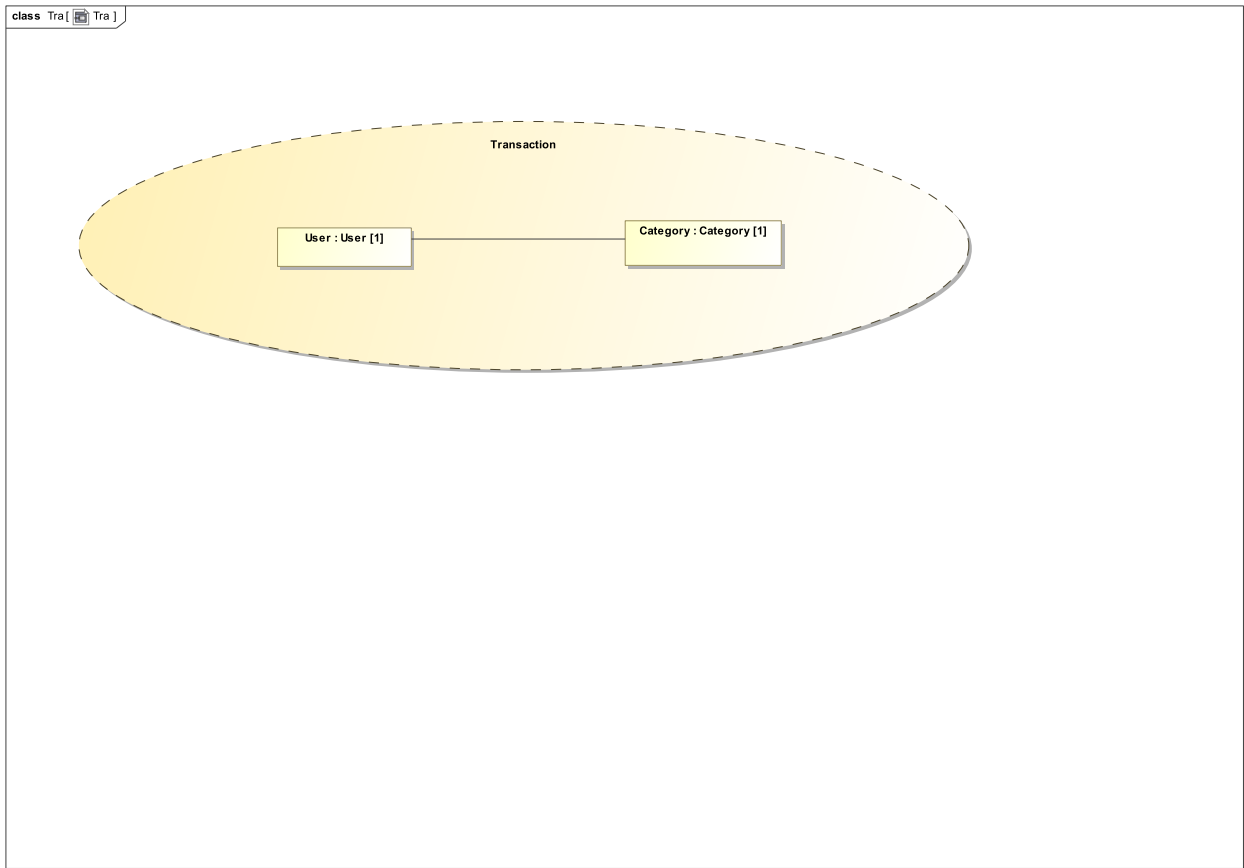 class Tra [ Tra ]
Transaction
User : User [1]
Category : Category [1]